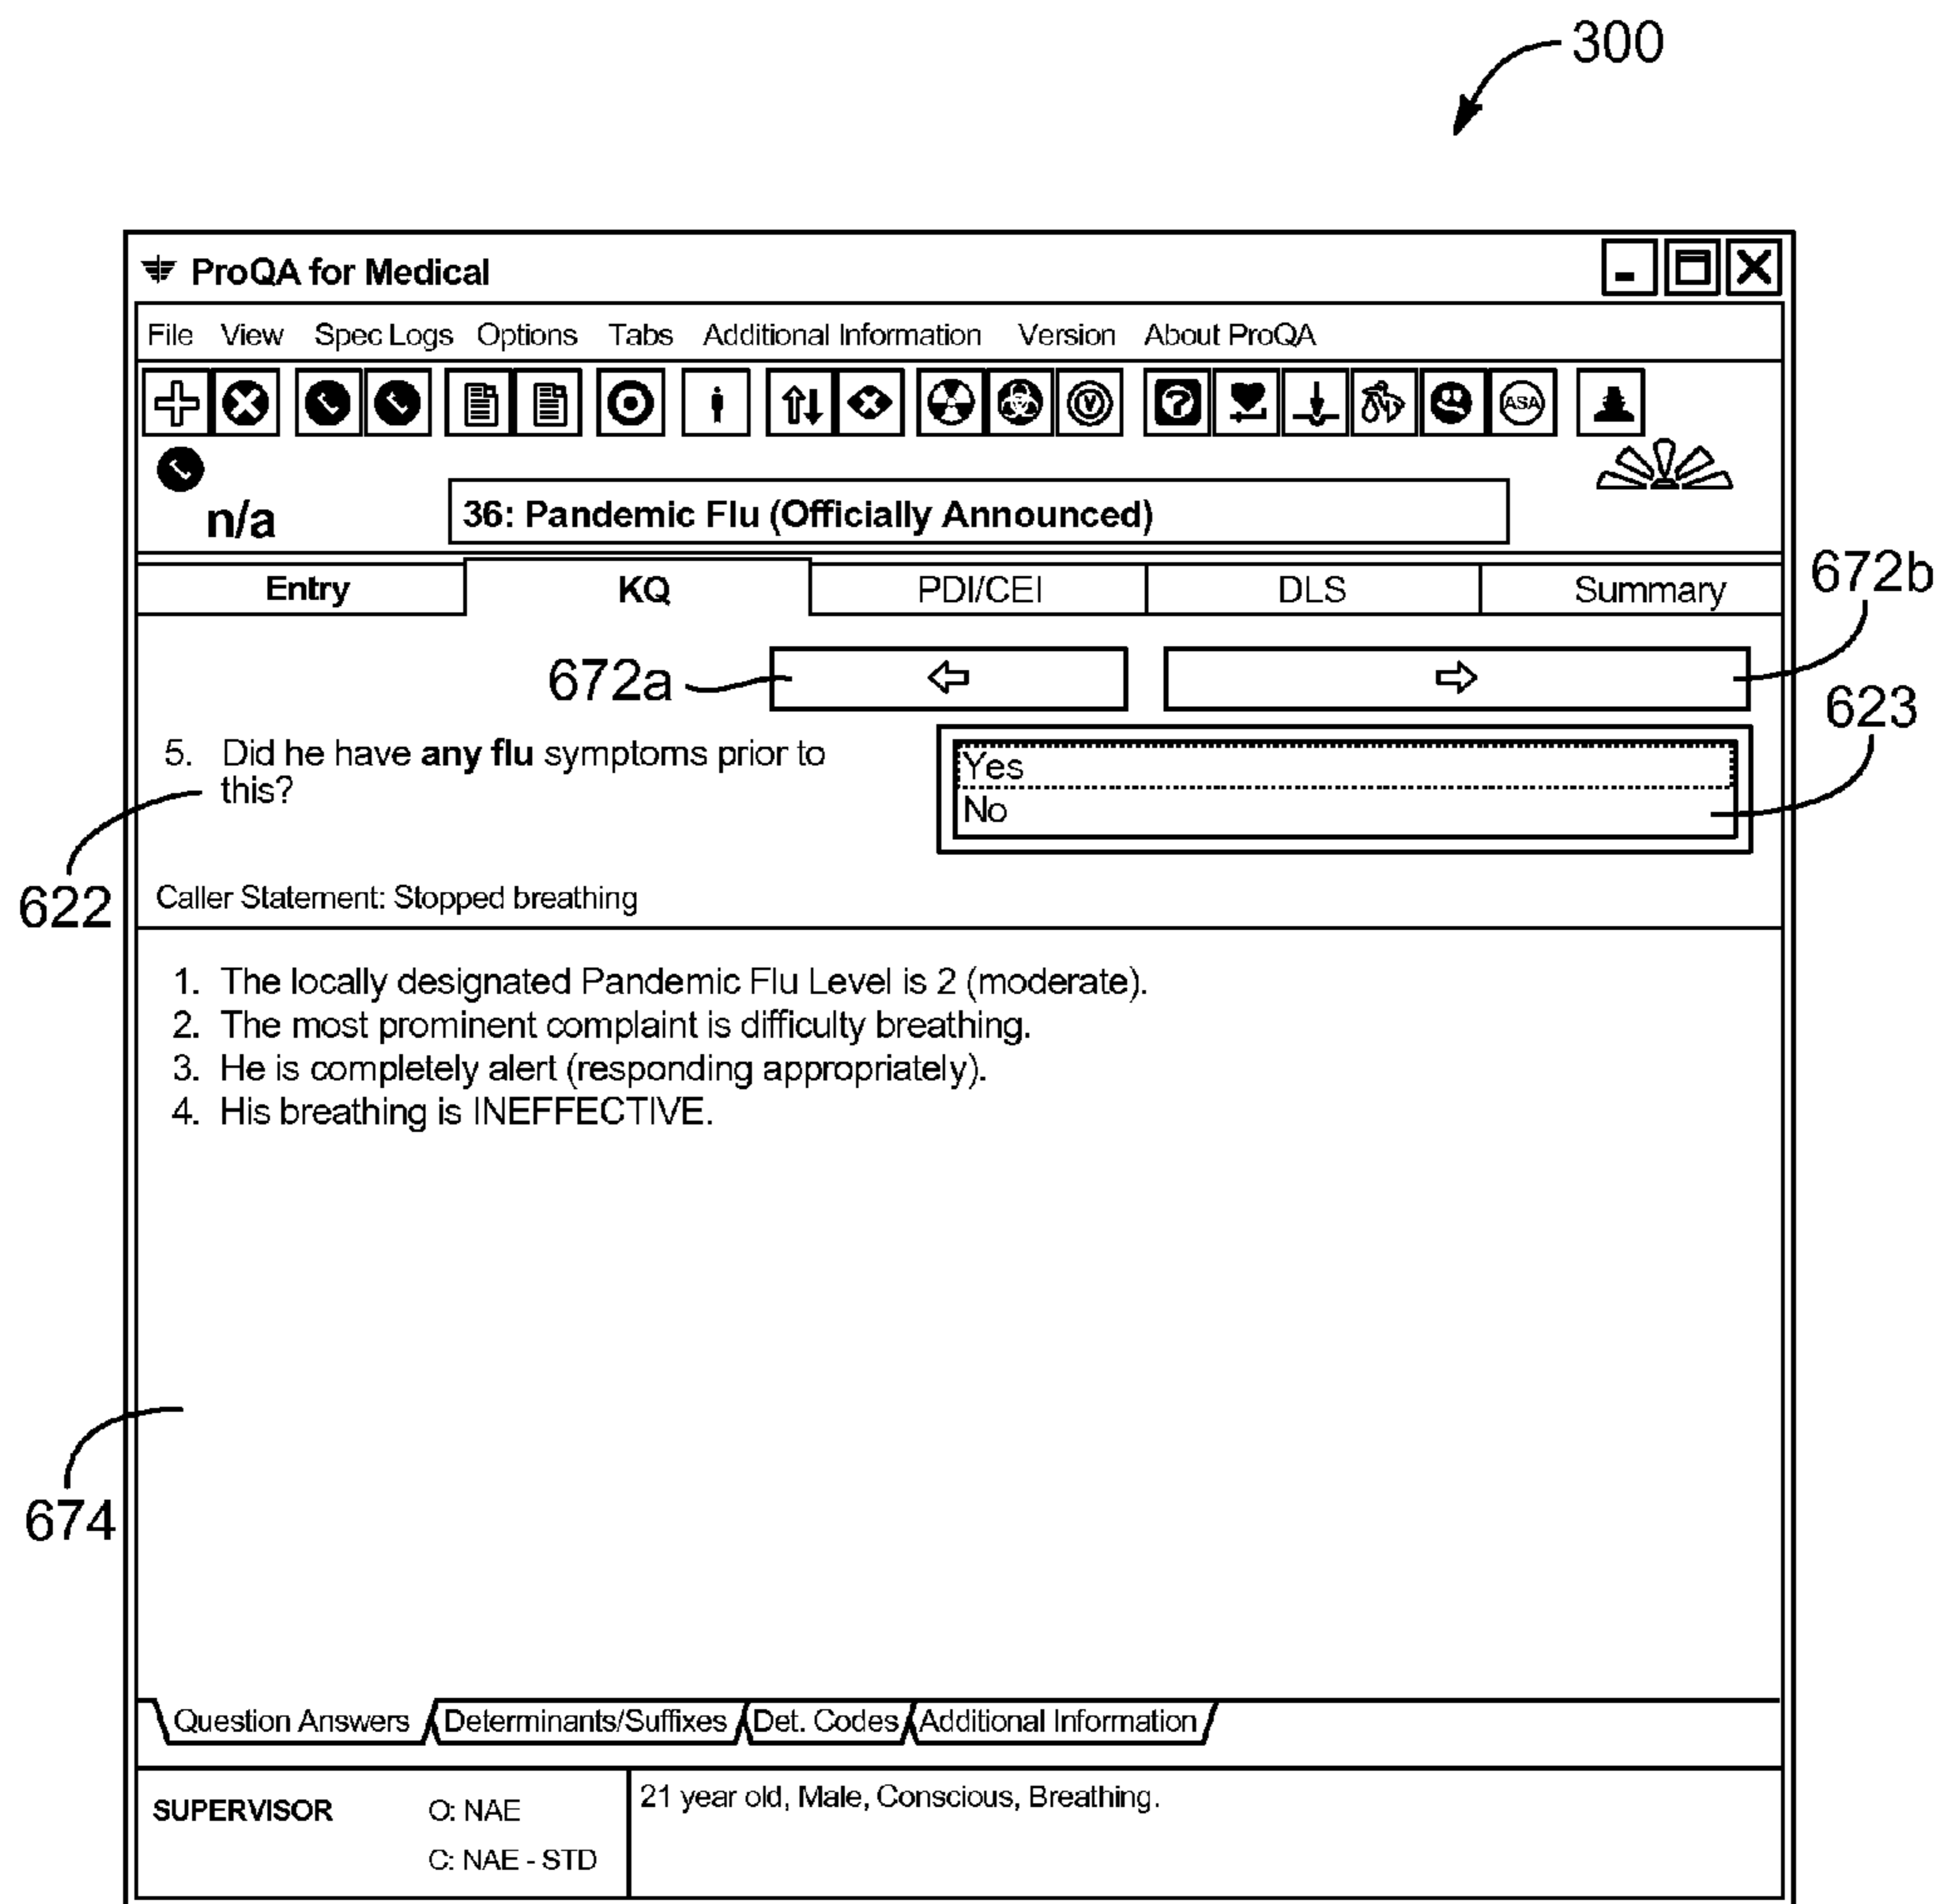 300
ProQA for Medical
File View Spec Logs Options Tabs Additional Information Version About ProQA
V
?
ASA
n/a
36: Pandemic Flu (Officially Announced)
Entry KQ PDI/CEI DLS Summary
672b
672a
623
5. Did he have any flu symptoms prior to
this?
Yes
No
622
Caller Statement: Stopped breathing
1. The locally designated Pandemic Flu Level is 2 (moderate).
2. The most prominent complaint is difficulty breathing.
3. He is completely alert (responding appropriately).
4. His breathing is INEFFECTIVE.
674
Question Answers Determinants/Suffixes Det. Codes Additional Information
SUPERVISOR O: NAE
C: NAE - STD
21 year old, Male, Conscious, Breathing.